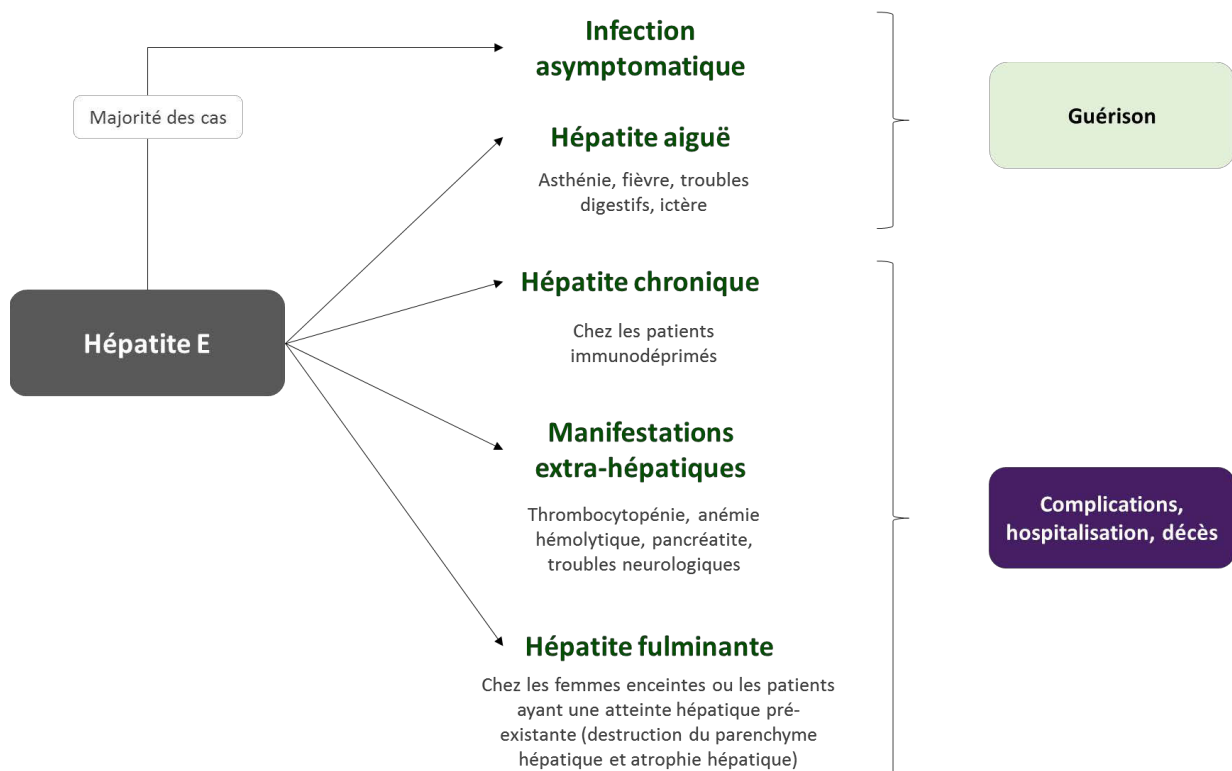 Infection
asymptomatique
Majorité des cas
Guérison
Hépatite aiguë
Asthénie, fièvre, troubles
digestifs, ictère
Hépatite E
Hépatite chronique
Chez les patients
immunodéprimés
Manifestations
extra-hépatiques
Thrombocytopénie, anémie
hémolytique, pancréatite,
troubles neurologiques
Complications,
hospitalisation, décès
Hépatite fulminante
Chez les femmes enceintes ou les patients
ayant une atteinte hépatique pré-
existante (destruction du parenchyme
hépatique et atrophie hépatique)